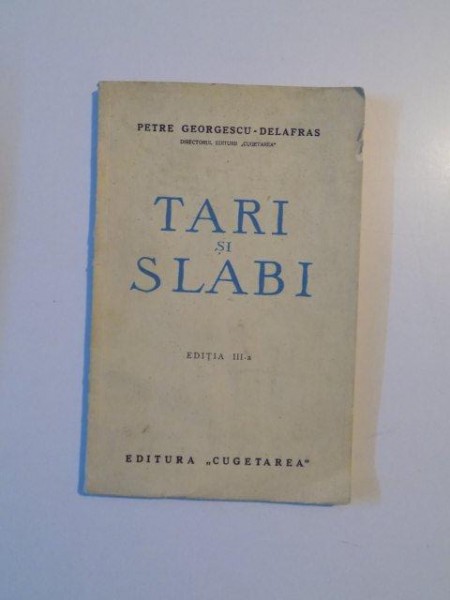 PETRE GEORGESCU-DELAFRAS
DIRECTORUL EDITURII „CUGETAREA"
TARI
ȘI
SLABI
EDIȚIA III-a
EDITURA „CUGETAREA"